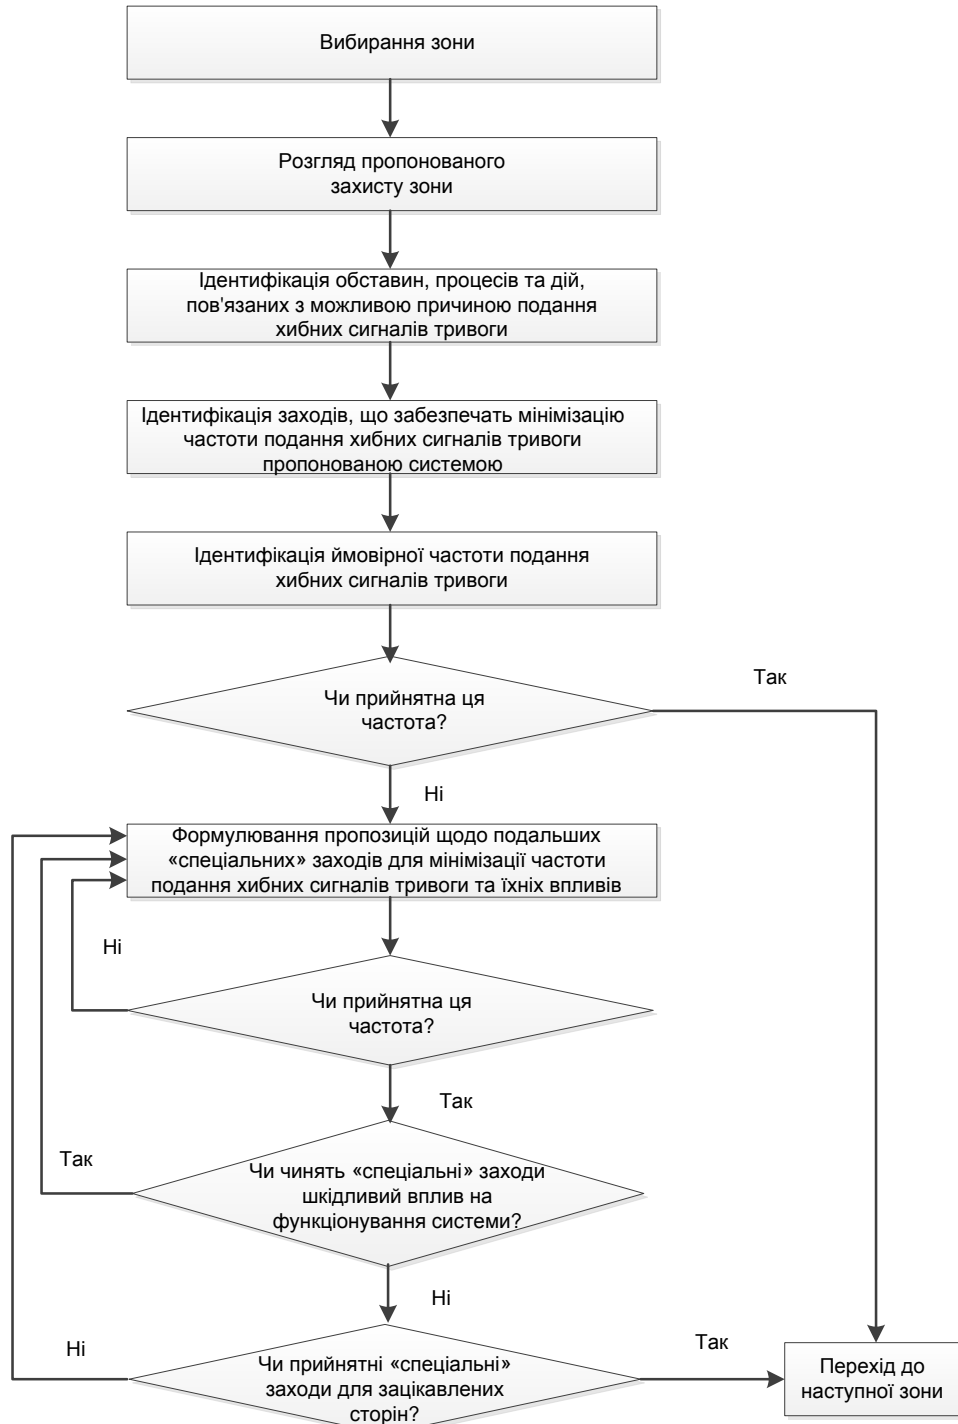 Вибирання зони
Розгляд пропонованого
захисту зони
Ідентифікація обставин, процесів та дій,
пов'язаних з можливою причиною подання
хибних сигналів тривоги
Ідентифікація заходів, що забезпечать мінімізацію
частоти подання хибних сигналів тривоги
пропонованою системою
Ідентифікація ймовірної частоти подання
хибних сигналів тривоги
Чи прийнятна ця
частота?
Так
Ні
Формулювання пропозицій щодо подальших
«спеціальних» заходів для мінімізації частоти
подання хибних сигналів тривоги та їхніх впливів
Ні
Чи прийнятна ця
частота?
Так
Так
Чи чинять «спеціальні» заходи
шкідливий вплив на
функціонування системи?
Ні
Ні
Чи прийнятні «спеціальні»
заходи для зацікавлених
сторін?
Так
Перехід до
наступної зони